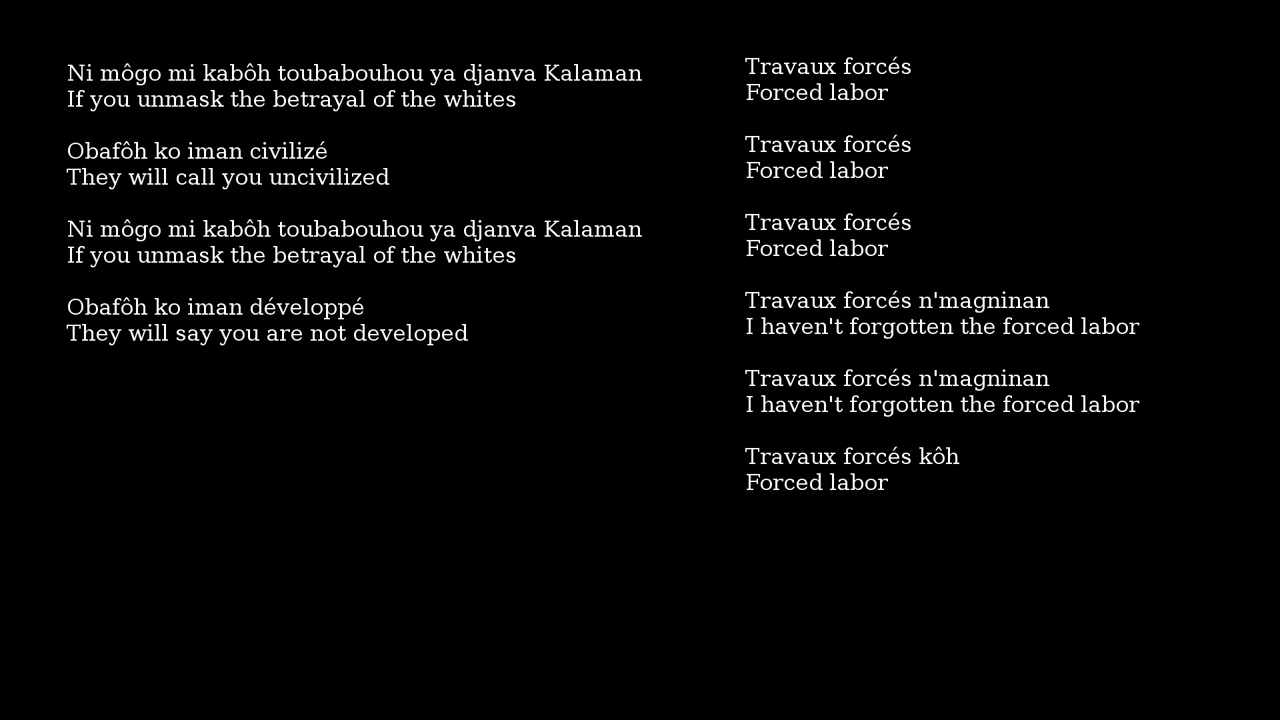 Ni môgo mi kabôh toubabouhou ya djanva Kalaman
If you unmask the betrayal of the whites
Obafôh ko iman civilizé
They will call you uncivilized
Ni môgo mi kabôh toubabouhou ya djanva Kalaman
If you unmask the betrayal of the whites
Obafôh ko iman développé
They will say you are not developed
Travaux forcés
Forced labor
Travaux forcés
Forced labor
Travaux forcés
Forced labor
Travaux forcés n'magninan
I haven't forgotten the forced labor
Travaux forcés n'magninan
I haven't forgotten the forced labor
Travaux forcés kôh
Forced labor